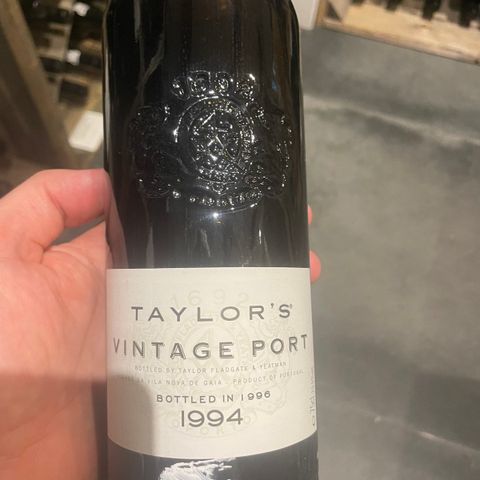 1692
TAYLOR'S®
VINTAGE PORT
BOTTLED BY TAYLOR FLADGATE & YEATMAN
VILA NOVA DE GAIA · PRODUCT OF PORTUGAL
BOTTLED IN 1996
1994